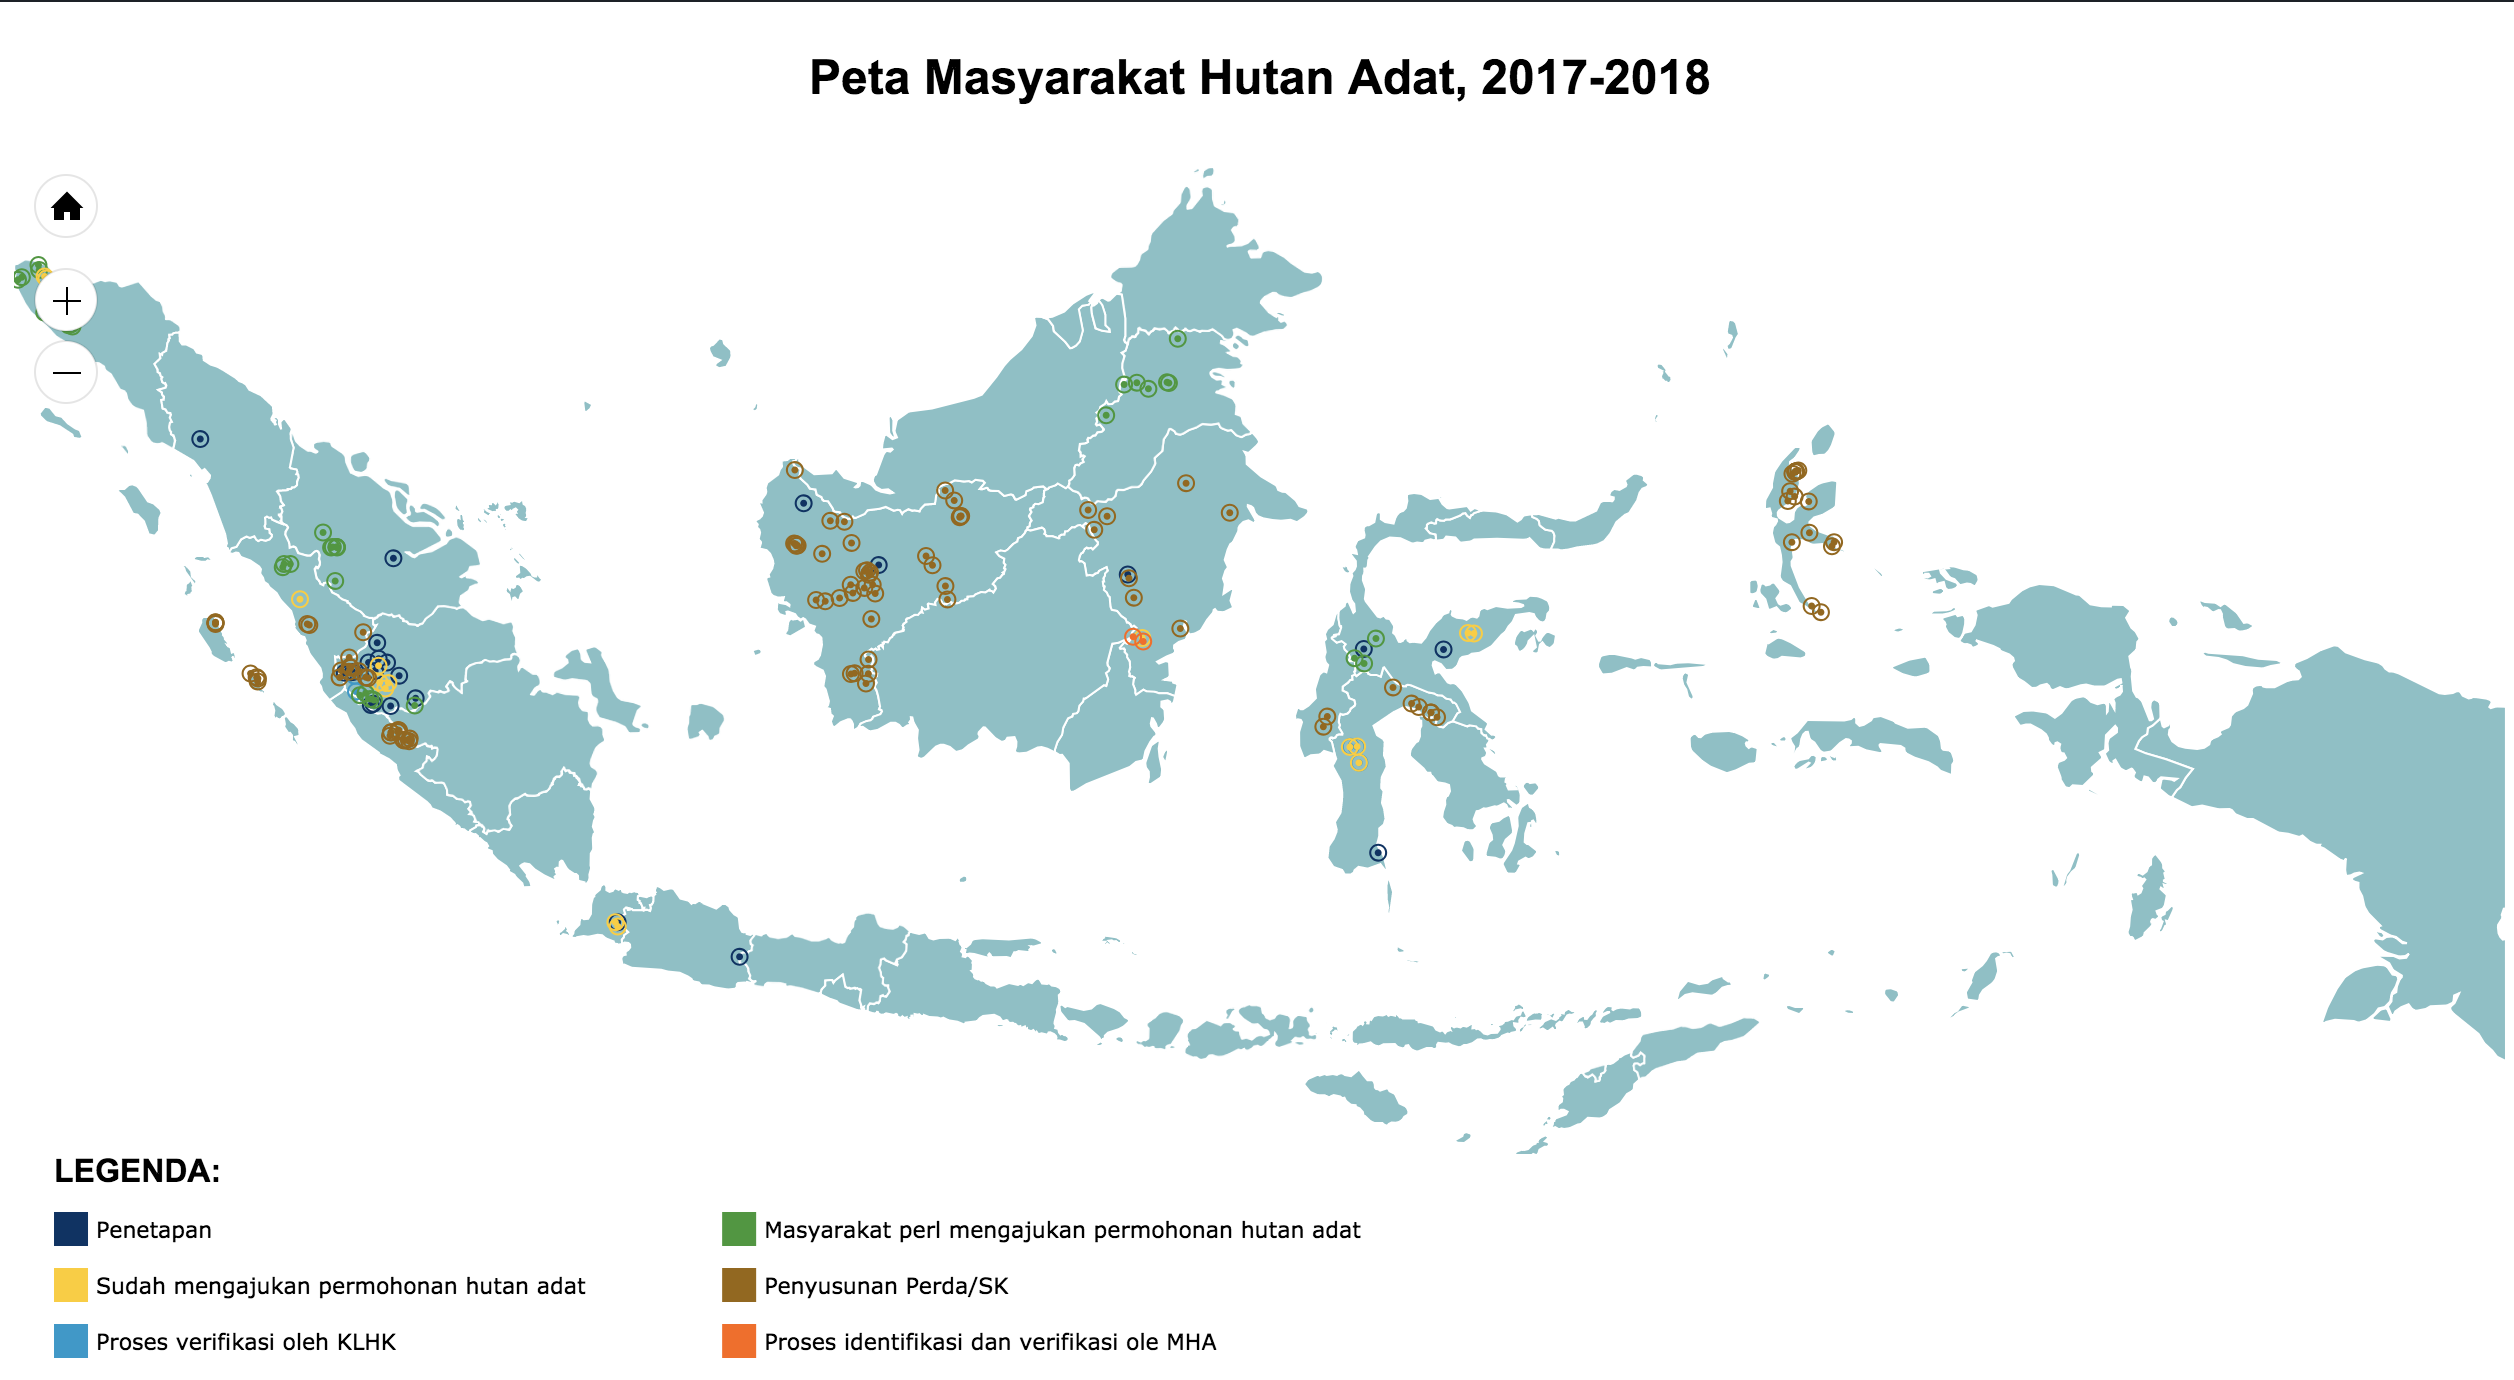 Peta Masyarakat Hutan Adat, 2017-2018
LEGENDA:
Penetapan
Masyarakat perl mengajukan permohonan hutan adat
Sudah mengajukan permohonan hutan adat
Penyusunan Perda/SK
Proses verifikasi oleh KLHK
Proses identifikasi dan verifikasi ole MHA